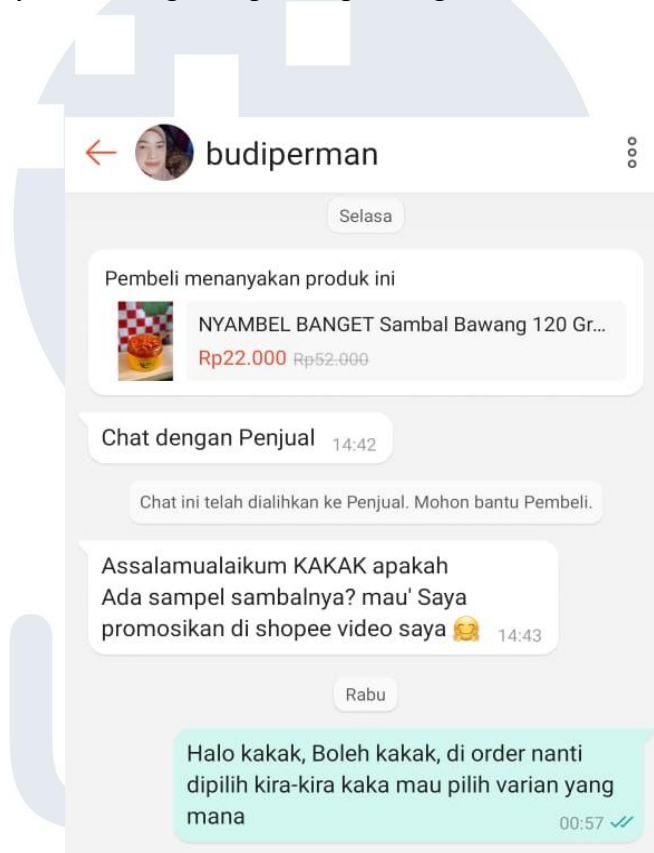 budiperman
Selasa
Pembeli menanyakan produk ini
NYAMBEL BANGET Sambal Bawang 120 Gr...
Rp22.000 Rp52.000
Chat dengan Penjual 14:42
Chat ini telah dialihkan ke Penjual. Mohon bantu Pembeli.
Assalamualaikum KAKAK apakah
Ada sampel sambalnya? mau' Saya
promosikan di shopee video saya 🤗 14:43
Rabu
Halo kakak, Boleh kakak, di order nanti
dipilih kira-kira kaka mau pilih varian yang
mana 00:57